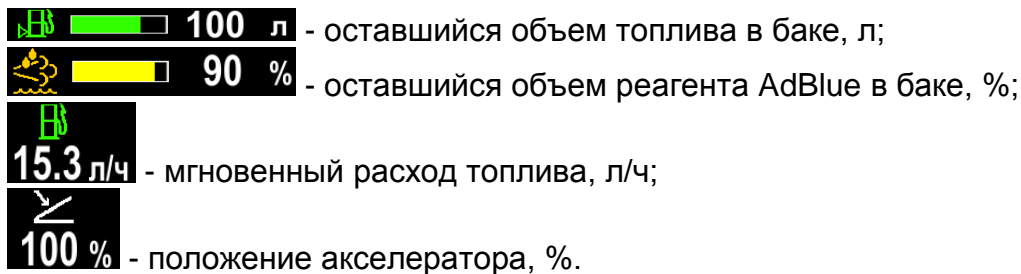 100 л - оставшийся объем топлива в баке, л;
90 % - оставшийся объем реагента AdBlue в баке, %;
15.3 л/ч - мгновенный расход топлива, л/ч;
100 % - положение акселератора, %.